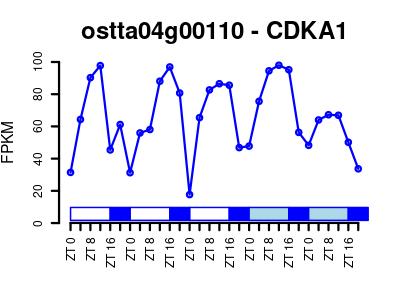 ostta04g00110 - CDKA1
FPKM
100
80
60
40
20
0
ZT 0
ZT 8
ZT 16
ZT 0
ZT 8
ZT 16
ZT 0
ZT 8
ZT 16
ZT 0
ZT 8
ZT 16
ZT 0
ZT 8
ZT 16